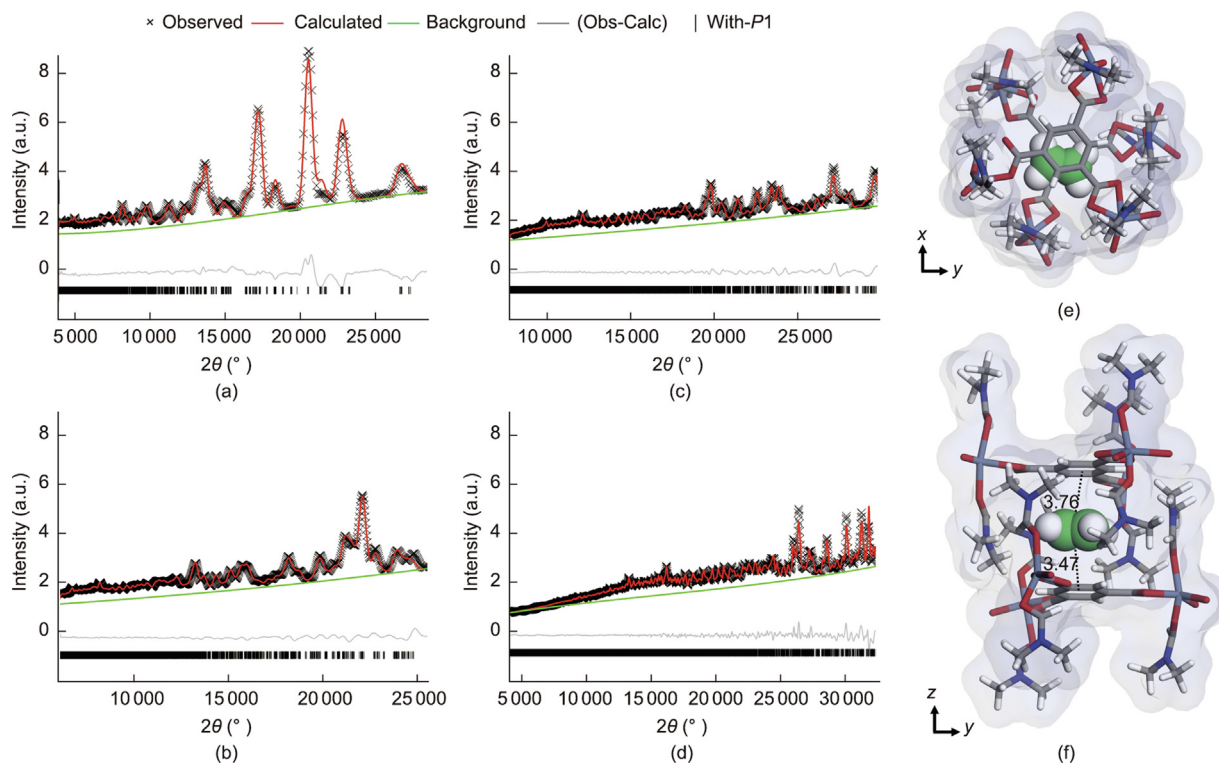 × Observed — Calculated — Background — (Obs-Calc) | With-P1
8
6
4
2
0
Intensity (a.u.)
5 000 10 000 15 000 20 000 25 000
2θ (° )
(a)
8
6
4
2
0
Intensity (a.u.)
10 000 15 000 20 000 25 000
2θ (° )
(c)
x
y
(e)
8
6
4
2
0
Intensity (a.u.)
10 000 15 000 20 000 25 000
2θ (° )
(b)
8
6
4
2
0
Intensity (a.u.)
5 000 10 000 15 000 20 000 25 000 30 000
2θ (° )
(d)
3.76
3.47
z
y
(f)